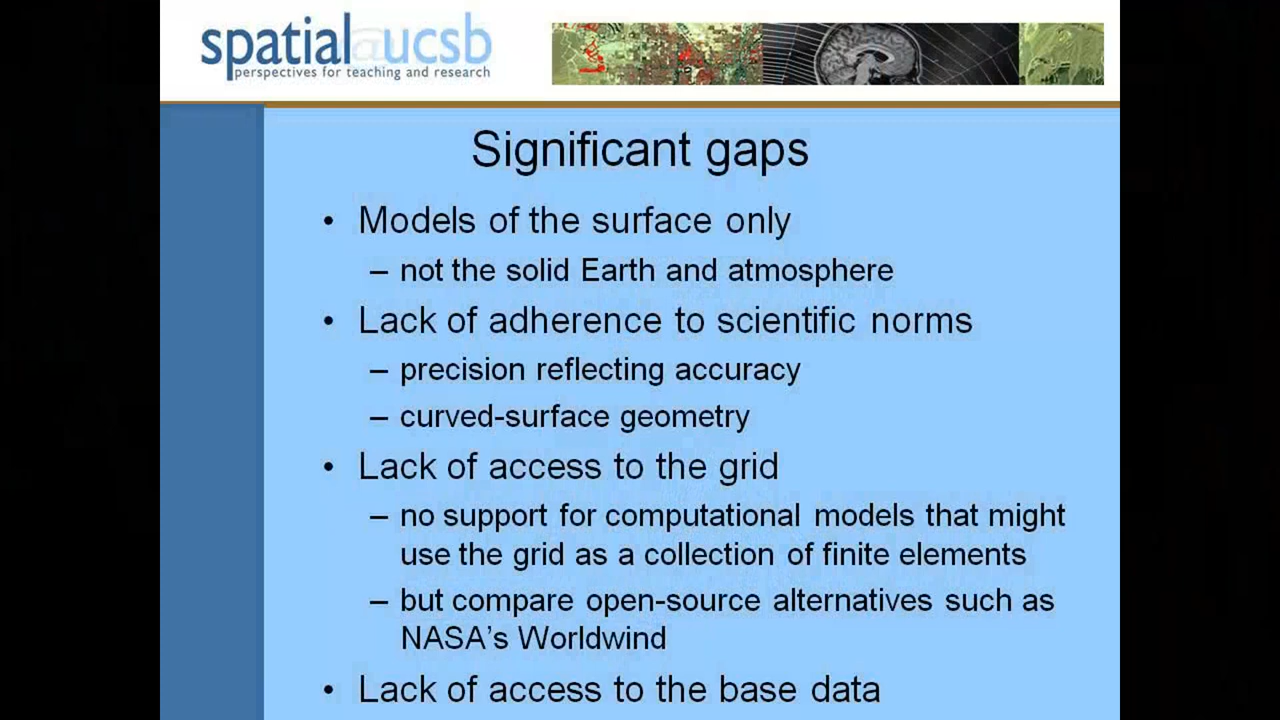 spatial@ucsb
perspectives for teaching and research
Significant gaps
• Models of the surface only
– not the solid Earth and atmosphere
• Lack of adherence to scientific norms
– precision reflecting accuracy
– curved-surface geometry
• Lack of access to the grid
– no support for computational models that might
use the grid as a collection of finite elements
– but compare open-source alternatives such as
NASA's Worldwind
• Lack of access to the base data